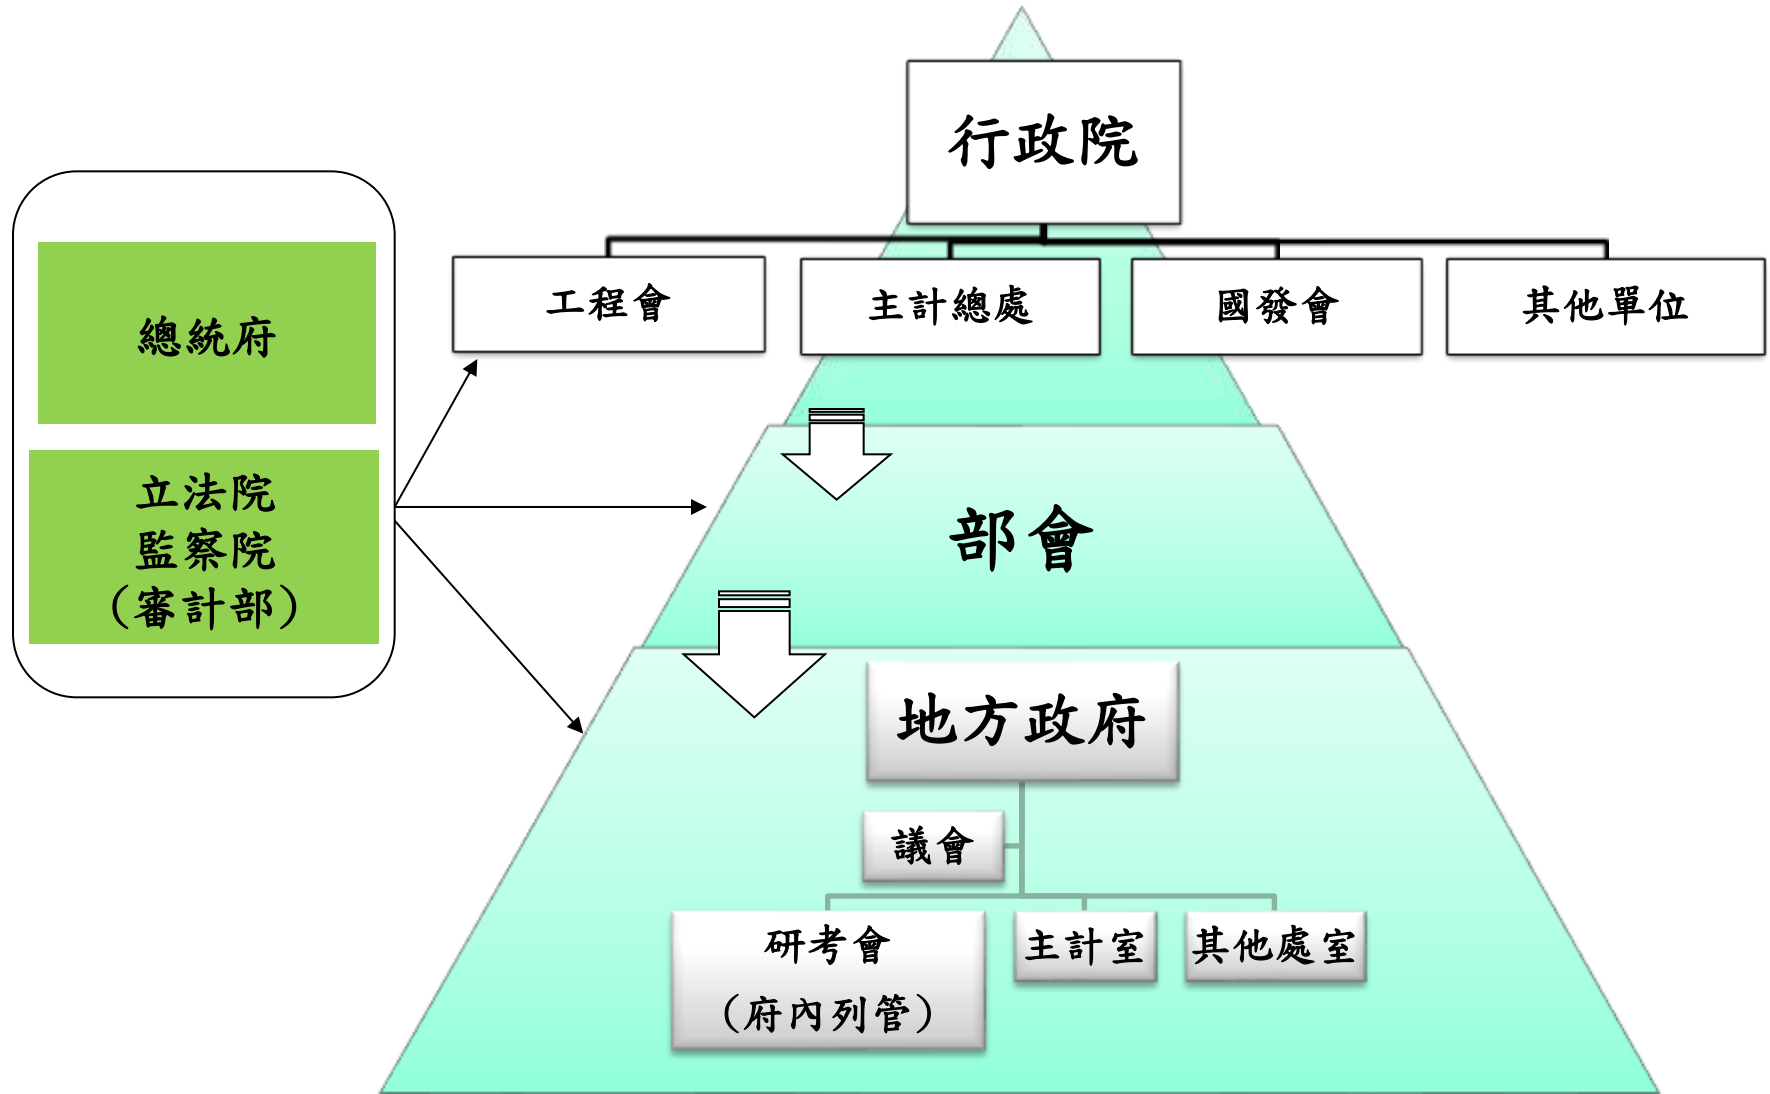 行政院
工程會
主計總處
國發會
其他單位
總統府
立法院
監察院
(審計部)
部會
地方政府
議會
研考會
(府內列管)
主計室
其他處室